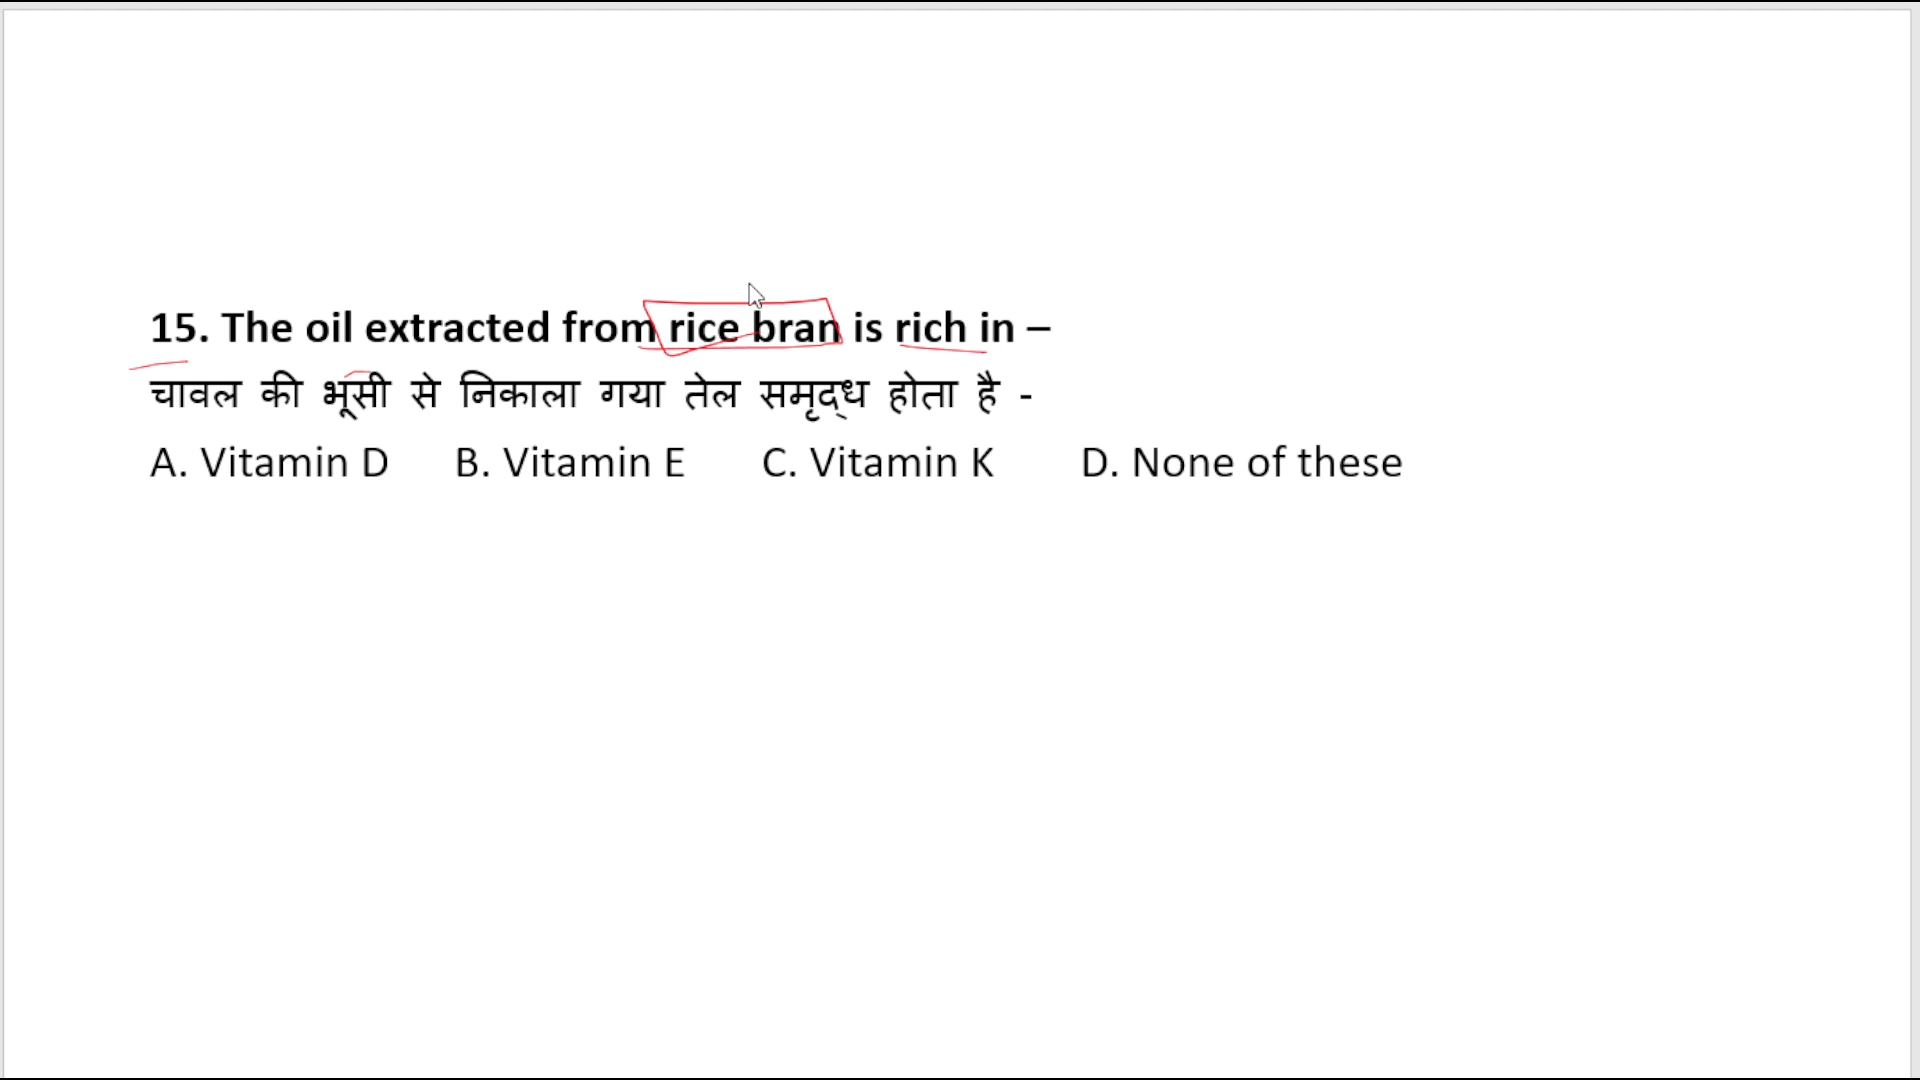 15. The oil extracted from rice bran is rich in –
चावल की भूंसी से निकाला गया तेल समृद्ध होता है -
A. Vitamin D B. Vitamin E C. Vitamin K D. None of these